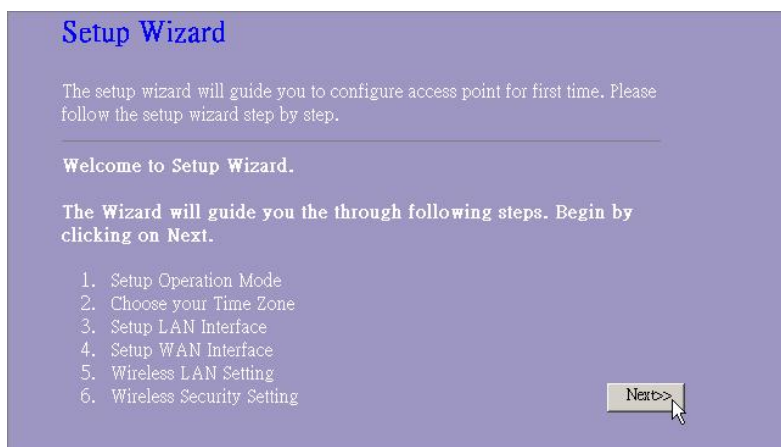 Setup Wizard
The setup wizard will guide you to configure access point for first time. Please
follow the setup wizard step by step.
Welcome to Setup Wizard.
The Wizard will guide you the through following steps. Begin by
clicking on Next.
1. Setup Operation Mode
2. Choose your Time Zone
3. Setup LAN Interface
4. Setup WAN Interface
5. Wireless LAN Setting
6. Wireless Security Setting
Next>>